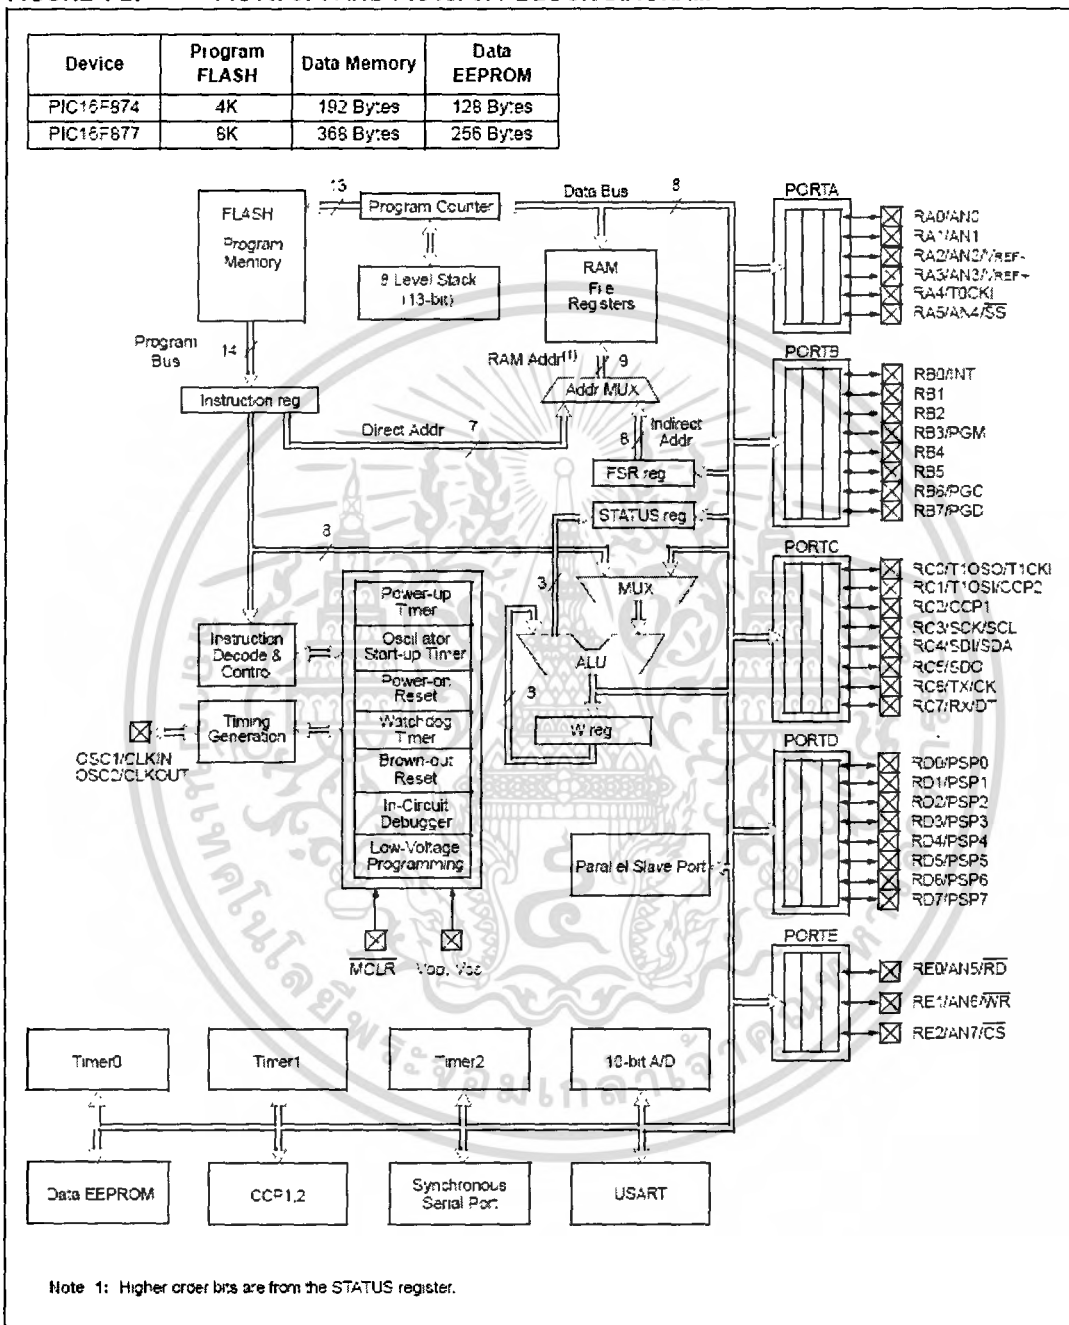 Device Program FLASH Data Memory Data EEPROM
PIC16F874 4K 192 Bytes 128 Bytes
PIC16F877 8K 368 Bytes 256 Bytes
FLASH
Program
Memory
13
Program Counter
8 Level Stack
(13-bit)
Data Bus
8
RAM
File
Registers
Program
Bus
14
RAM Addr(1)
9
Addr MUX
Instruction reg
Direct Addr
7
8
Indirect
Addr
FSR reg
STATUS reg
8
3
MUX
ALU
8
W reg
Power-up
Timer
Oscillator
Start-up Timer
Power-on
Reset
Watchdog
Timer
Brown-out
Reset
In-Circuit
Debugger
Low-Voltage
Programming
Instruction
Decode &
Control
Timing
Generation
OSC1/CLKIN
OSC2/CLKOUT
MCLR
VDD, VSS
Parallel Slave Port
PORTA
RA0/AN0
RA1/AN1
RA2/AN2/VREF-
RA3/AN3/VREF+
RA4/T0CKI
RA5/AN4/SS
PORTB
RB0/INT
RB1
RB2
RB3/PGM
RB4
RB5
RB6/PGC
RB7/PGD
PORTC
RC0/T1OSO/T1CKI
RC1/T1OSI/CCP2
RC2/CCP1
RC3/SCK/SCL
RC4/SDI/SDA
RC5/SDO
RC6/TX/CK
RC7/RX/DT
PORTD
RD0/PSP0
RD1/PSP1
RD2/PSP2
RD3/PSP3
RD4/PSP4
RD5/PSP5
RD6/PSP6
RD7/PSP7
PORTE
RE0/AN5/RD
RE1/AN6/WR
RE2/AN7/CS
Timer0
Timer1
Timer2
10-bit A/D
Data EEPROM
CCP1,2
Synchronous
Serial Port
USART
Note 1: Higher order bits are from the STATUS register.